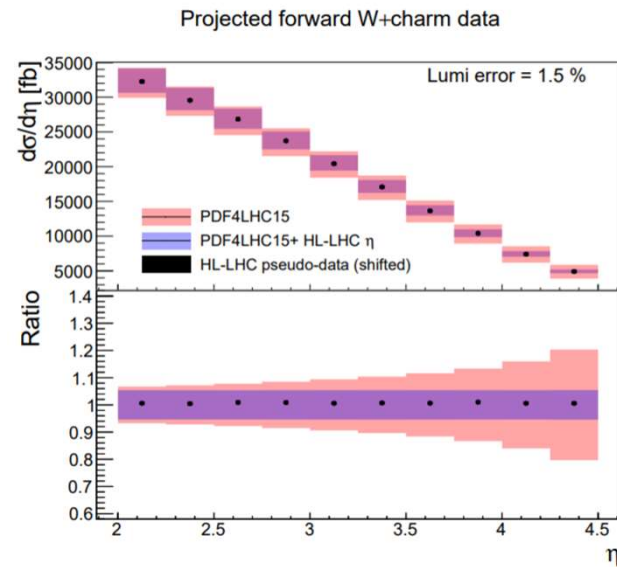 Projected forward W+charm data
dσ/dη [fb]
35000
30000
25000
20000
15000
10000
5000
Lumi error = 1.5 %
PDF4LHC15
PDF4LHC15+ HL-LHC η
HL-LHC pseudo-data (shifted)
Ratio
1.4
1.3
1.2
1.1
1
0.9
0.8
0.7
0.6
2 2.5 3 3.5 4 4.5
η